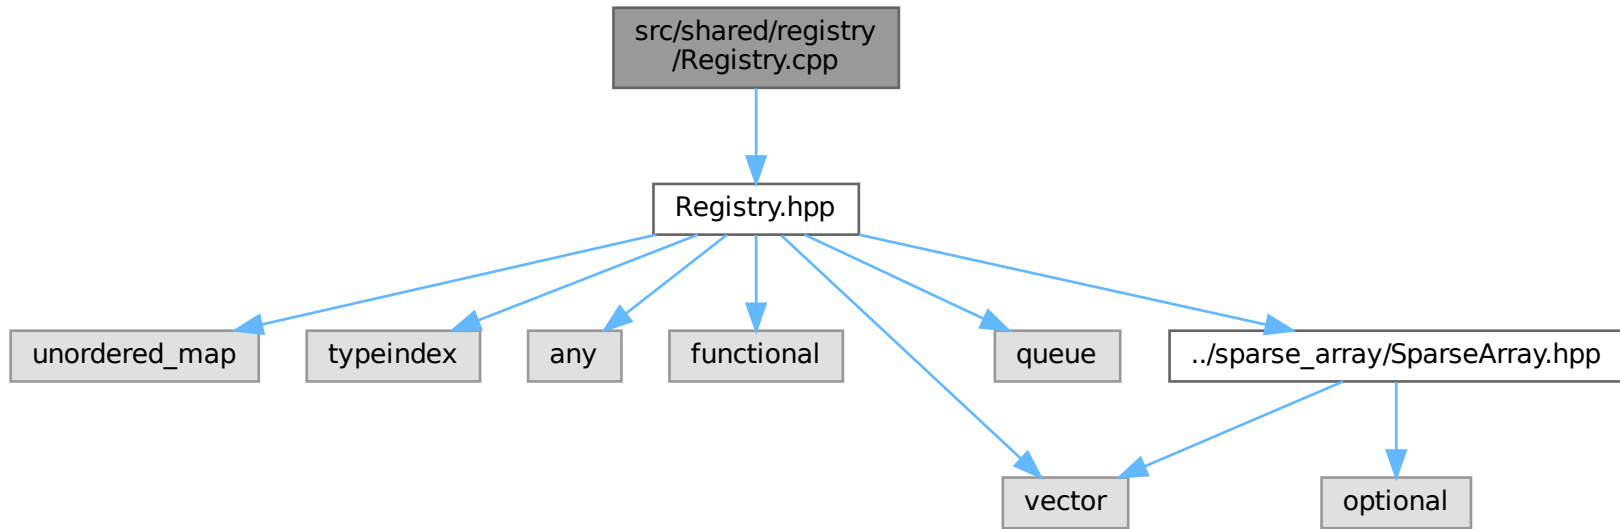 src/shared/registry
/Registry.cpp
Registry.hpp
unordered_map
typeindex
any
functional
queue
../sparse_array/SparseArray.hpp
vector
optional